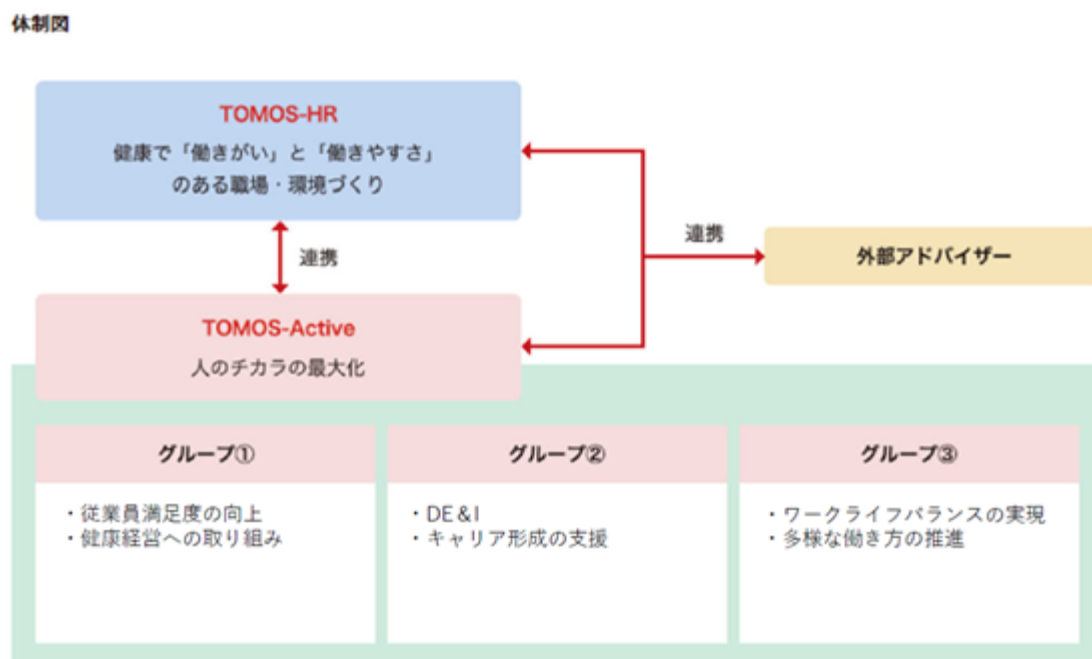 体制図
TOMOS-HR
健康で「働きがい」と「働きやすさ」
のある職場・環境づくり
連携
連携
外部アドバイザー
TOMOS-Active
人のチカラの最大化
グループ①
・従業員満足度の向上
・健康経営への取り組み
グループ②
・DE&I
・キャリア形成の支援
グループ③
・ワークライフバランスの実現
・多様な働き方の推進